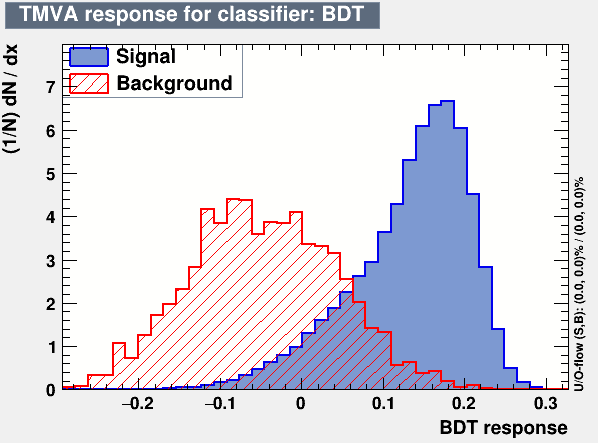 TMVA response for classifier: BDT
(1/N) dN / dx
Signal
Background
7
6
5
4
3
2
1
0
−0.2 −0.1 0 0.1 0.2 0.3
BDT response
U/O-flow (S,B): (0.0, 0.0)% / (0.0, 0.0)%